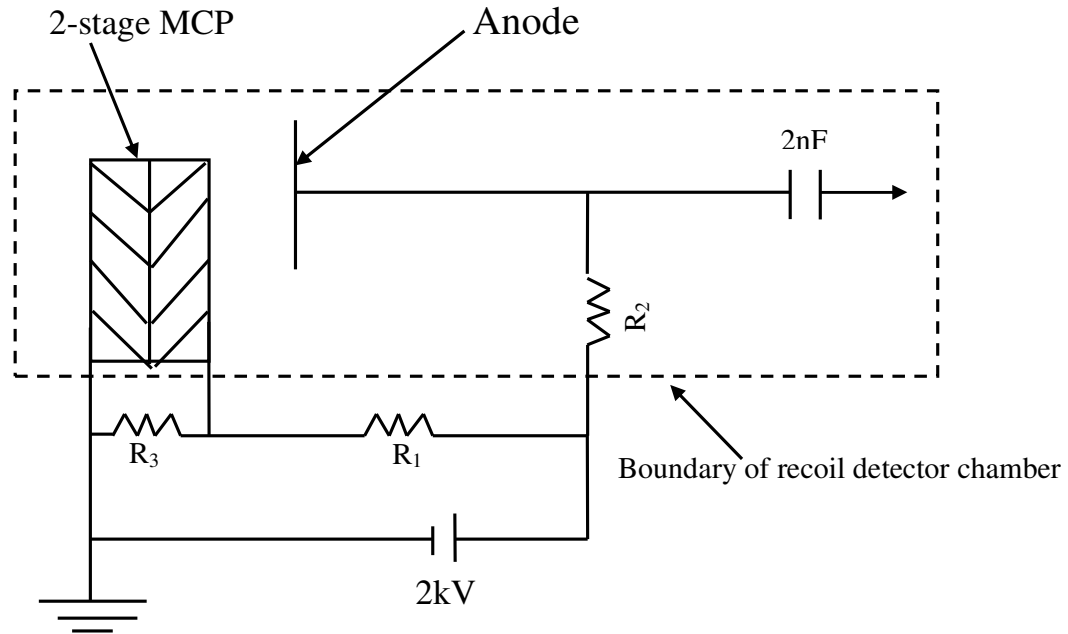 2-stage MCP
Anode
2nF
R₂
R₃
R₁
Boundary of recoil detector chamber
2kV